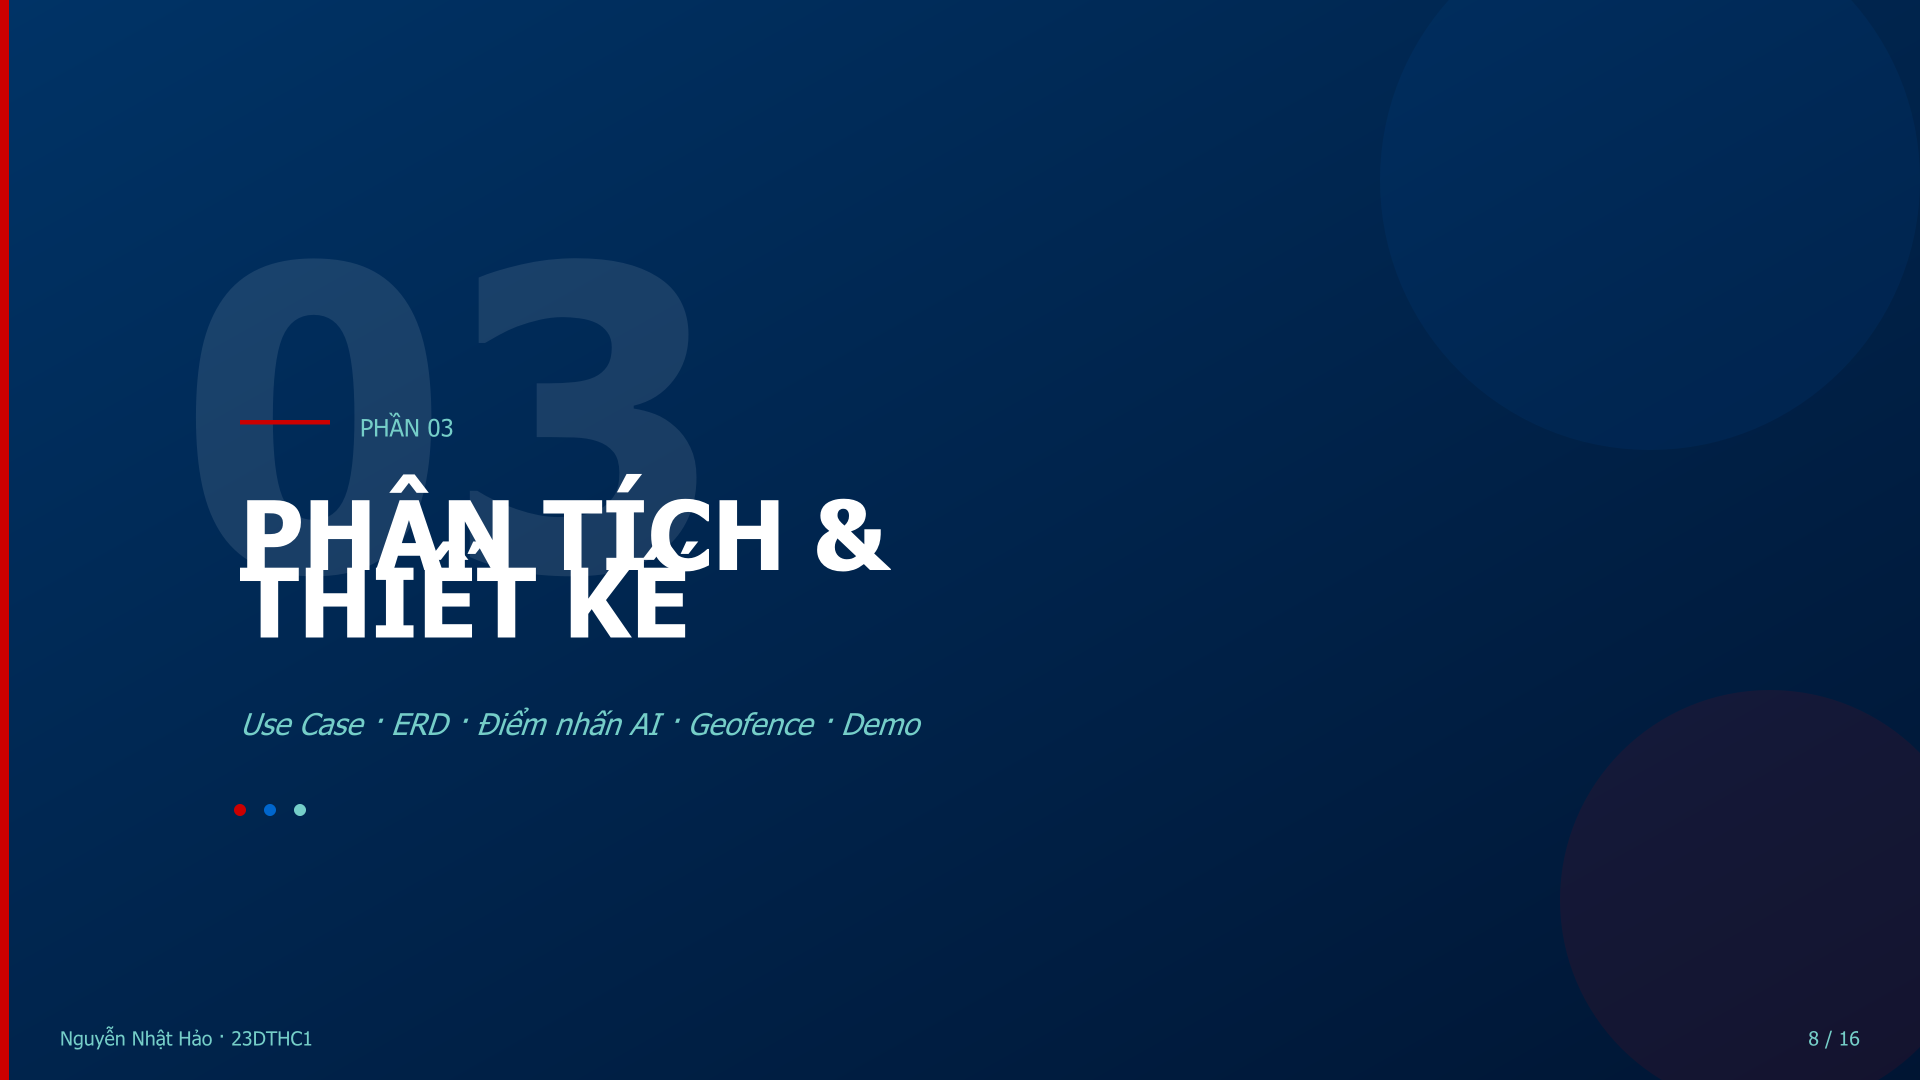 03
PHẦN 03
PHÂN TÍCH &
THIẾT KẾ
Use Case · ERD · Điểm nhấn AI · Geofence · Demo
Nguyễn Nhật Hảo · 23DTHC1
8 / 16